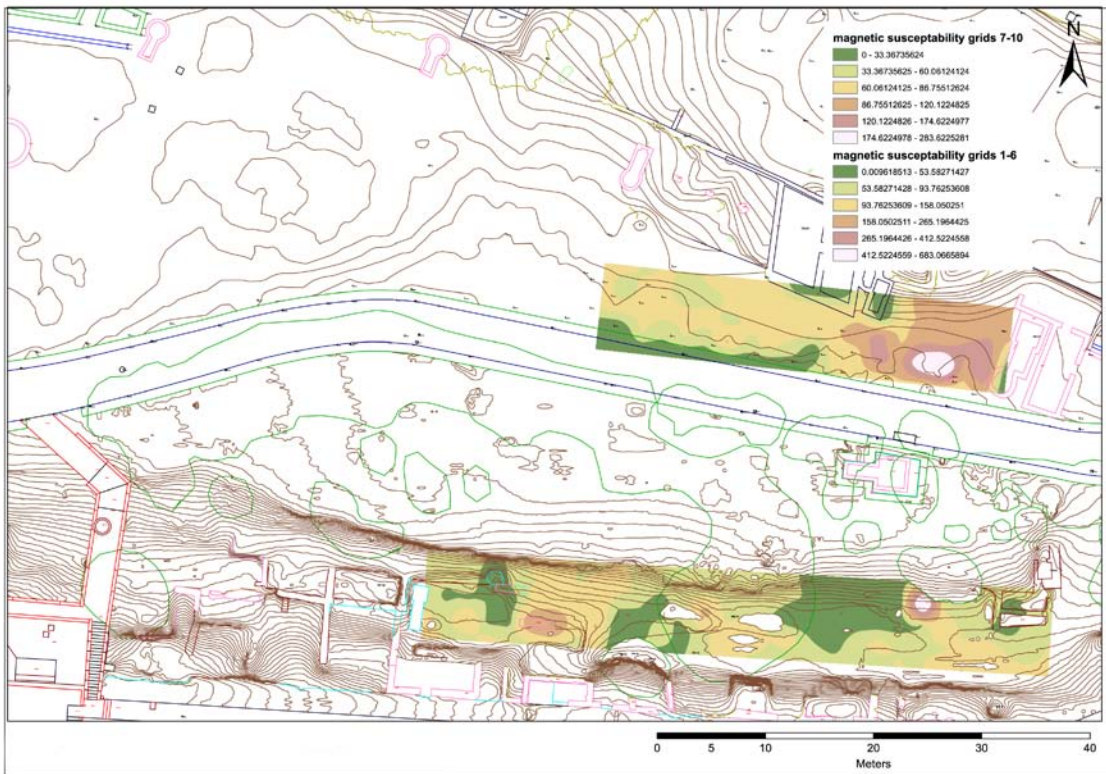 N
magnetic susceptability grids 7-10
0 - 33.36735624
33.36735625 - 60.06124124
60.06124125 - 86.75512624
86.75512625 - 120.1224825
120.1224826 - 174.6224977
174.6224978 - 283.6225281
magnetic susceptability grids 1-6
0.009618513 - 53.58271427
53.58271428 - 93.76253608
93.76253609 - 158.050251
158.0502511 - 265.1964425
265.1964426 - 412.5224558
412.5224559 - 683.0665894
0 5 10 20 30 40
Meters